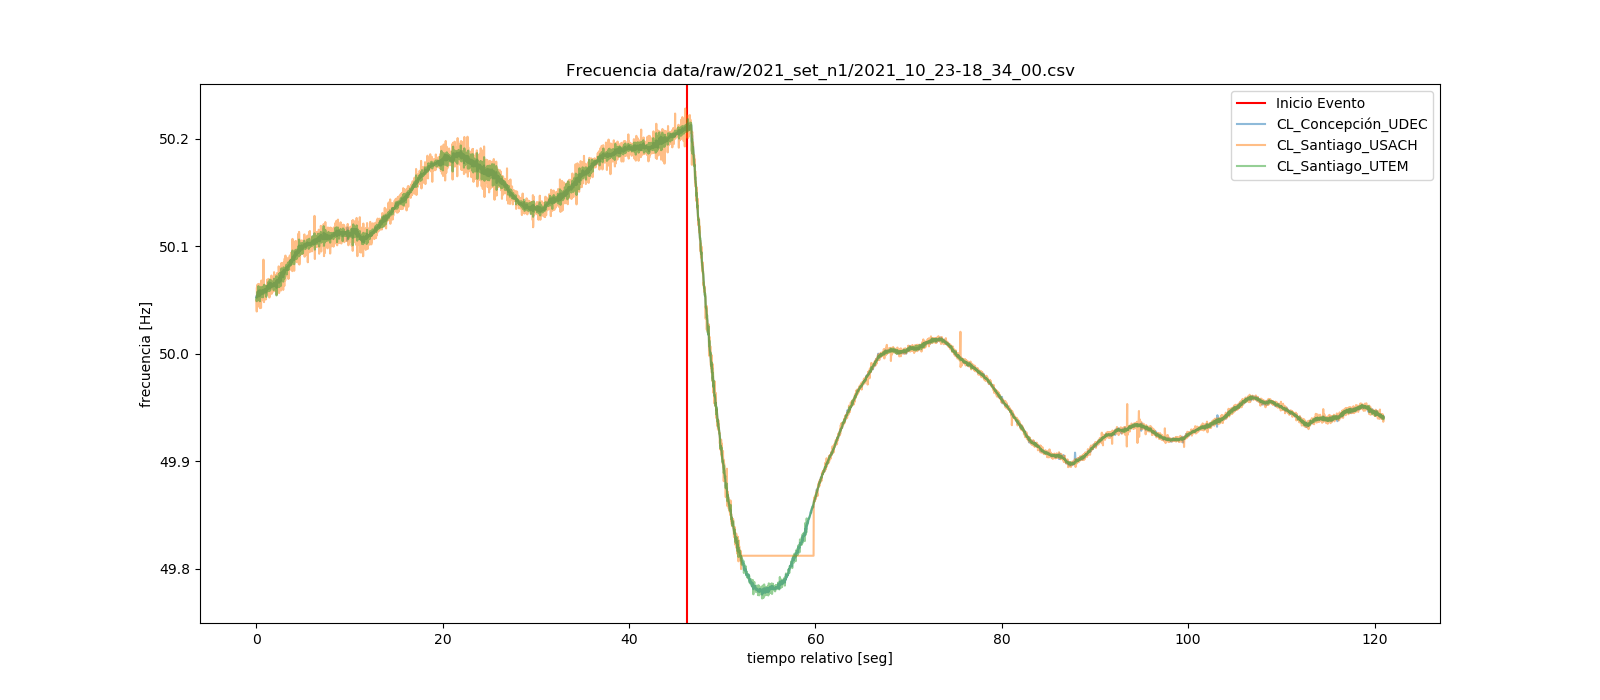 Frecuencia data/raw/2021_set_n1/2021_10_23-18_34_00.csv
Inicio Evento
CL_Concepción_UDEC
CL_Santiago_USACH
CL_Santiago_UTEM
frecuencia [Hz]
50.2
50.1
50.0
49.9
49.8
0 20 40 60 80 100 120
tiempo relativo [seg]